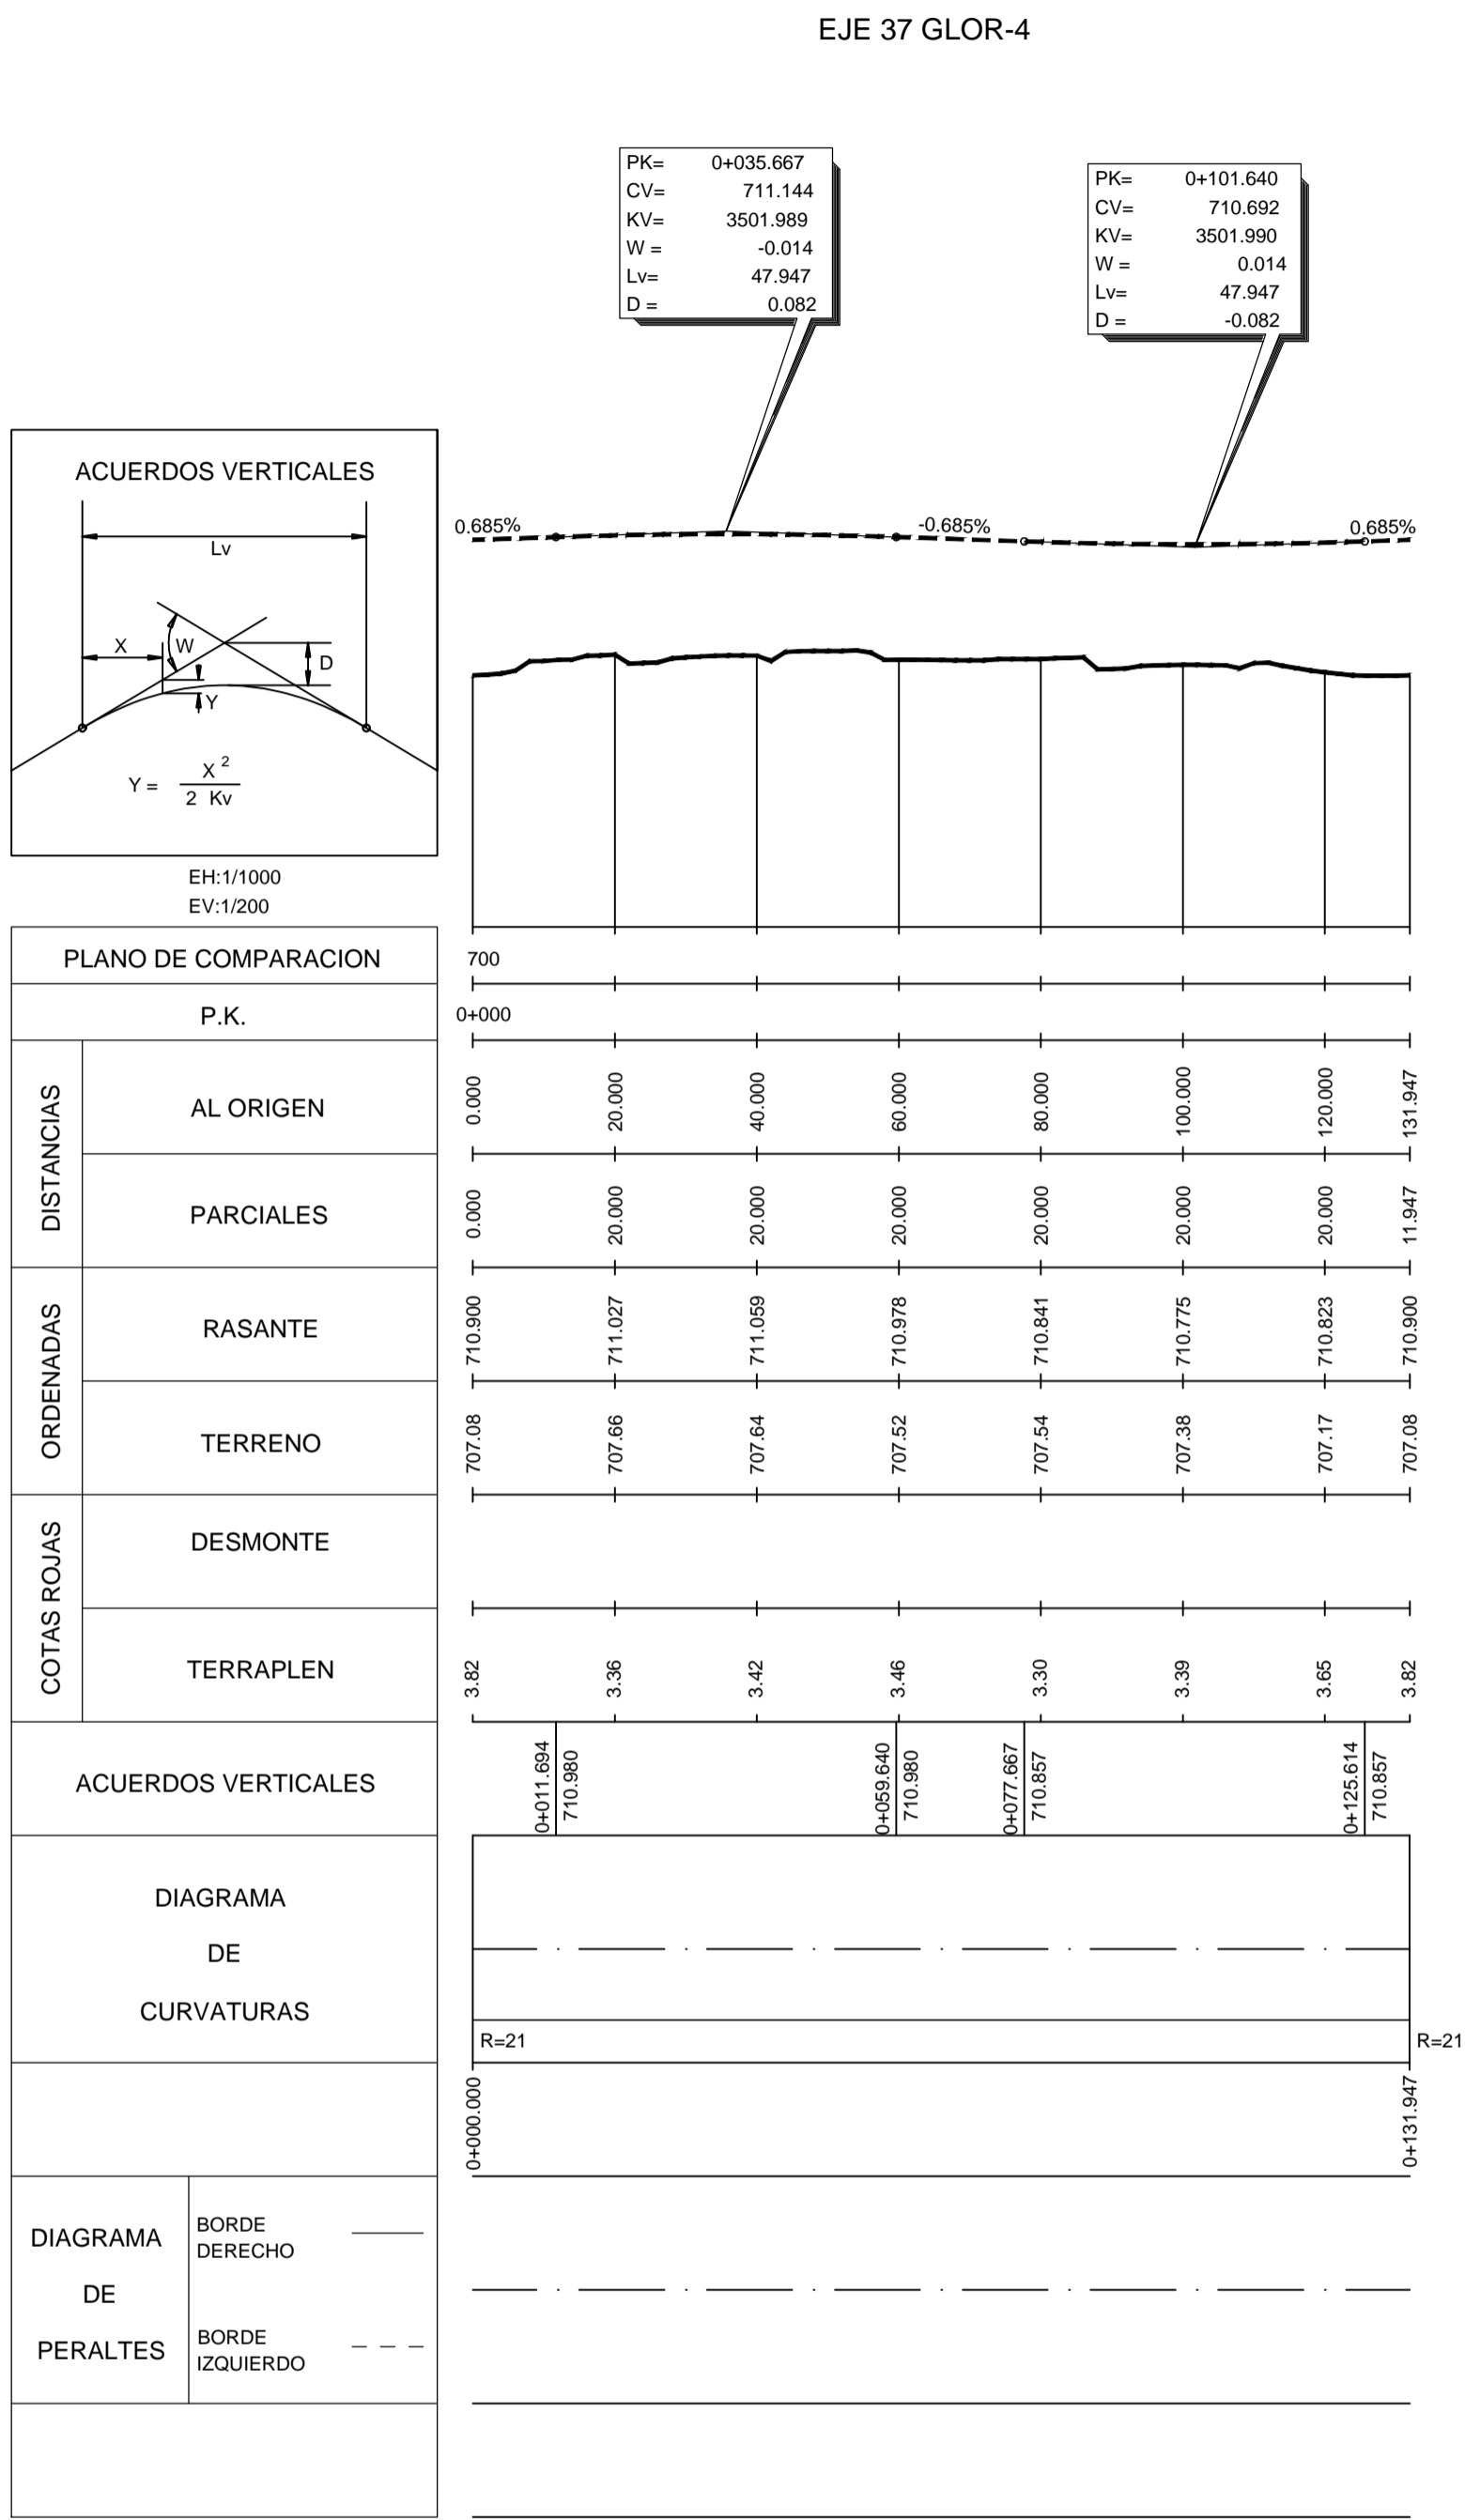 EJE 37 GLOR-4
PK= 0+035.667
CV= 711.144
KV= 3501.989
W = -0.014
Lv= 47.947
D = 0.082
PK= 0+101.640
CV= 710.692
KV= 3501.990
W = 0.014
Lv= 47.947
D = -0.082
ACUERDOS VERTICALES
Lv
X
W
D
Y
Y = X 2
2 Kv
0.685%
-0.685%
0.685%
EH:1/1000
EV:1/200
PLANO DE COMPARACION
700
P.K.
0+000
DISTANCIAS
AL ORIGEN
0.000 20.000 40.000 60.000 80.000 100.000 120.000 131.947
PARCIALES
0.000 20.000 20.000 20.000 20.000 20.000 20.000 11.947
ORDENADAS
RASANTE
710.900 711.027 711.059 710.978 710.841 710.775 710.823 710.900
TERRENO
707.08 707.66 707.64 707.52 707.54 707.38 707.17 707.08
COTAS ROJAS
DESMONTE
TERRAPLEN
3.82 3.36 3.42 3.46 3.30 3.39 3.65 3.82
ACUERDOS VERTICALES
0+011.694
710.980
0+059.640
710.980
0+077.667
710.857
0+125.614
710.857
DIAGRAMA
DE
CURVATURAS
R=21
R=21
0+000.000
0+131.947
DIAGRAMA
DE
PERALTES
BORDE
DERECHO
BORDE
IZQUIERDO